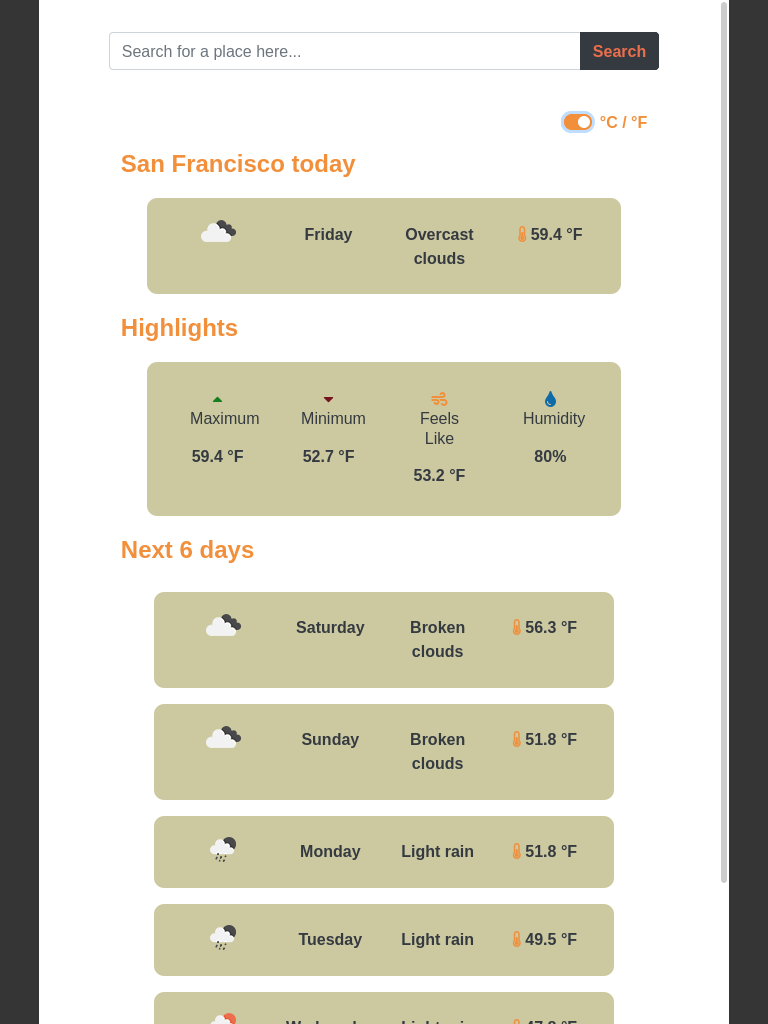 Search for a place here...
Search
°C / °F
San Francisco today
Friday
Overcast
clouds
59.4 °F
Highlights
Maximum
59.4 °F
Minimum
52.7 °F
Feels
Like
53.2 °F
Humidity
80%
Next 6 days
Saturday
Broken
clouds
56.3 °F
Sunday
Broken
clouds
51.8 °F
Monday
Light rain
51.8 °F
Tuesday
Light rain
49.5 °F